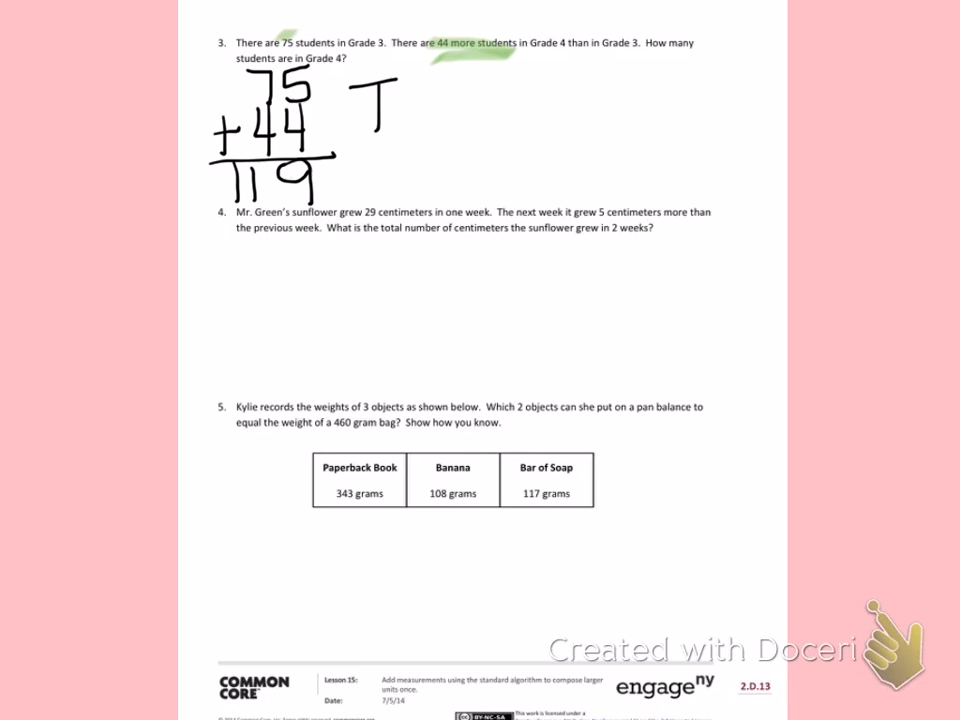 3. There are 75 students in Grade 3. There are 44 more students in Grade 4 than in Grade 3. How many
students are in Grade 4?
75
T
+44
119
4. Mr. Green's sunflower grew 29 centimeters in one week. The next week it grew 5 centimeters more than
the previous week. What is the total number of centimeters the sunflower grew in 2 weeks?
5. Kylie records the weights of 3 objects as shown below. Which 2 objects can she put on a pan balance to
equal the weight of a 460 gram bag? Show how you know.
Paperback Book Banana Bar of Soap
343 grams 108 grams 117 grams
Created with Doceri
COMMON
CORE™
Lesson 15: Add measurements using the standard algorithm to compose larger
units once.
Date: 7/5/14
engage ny
2.D.13
This work is licensed under a